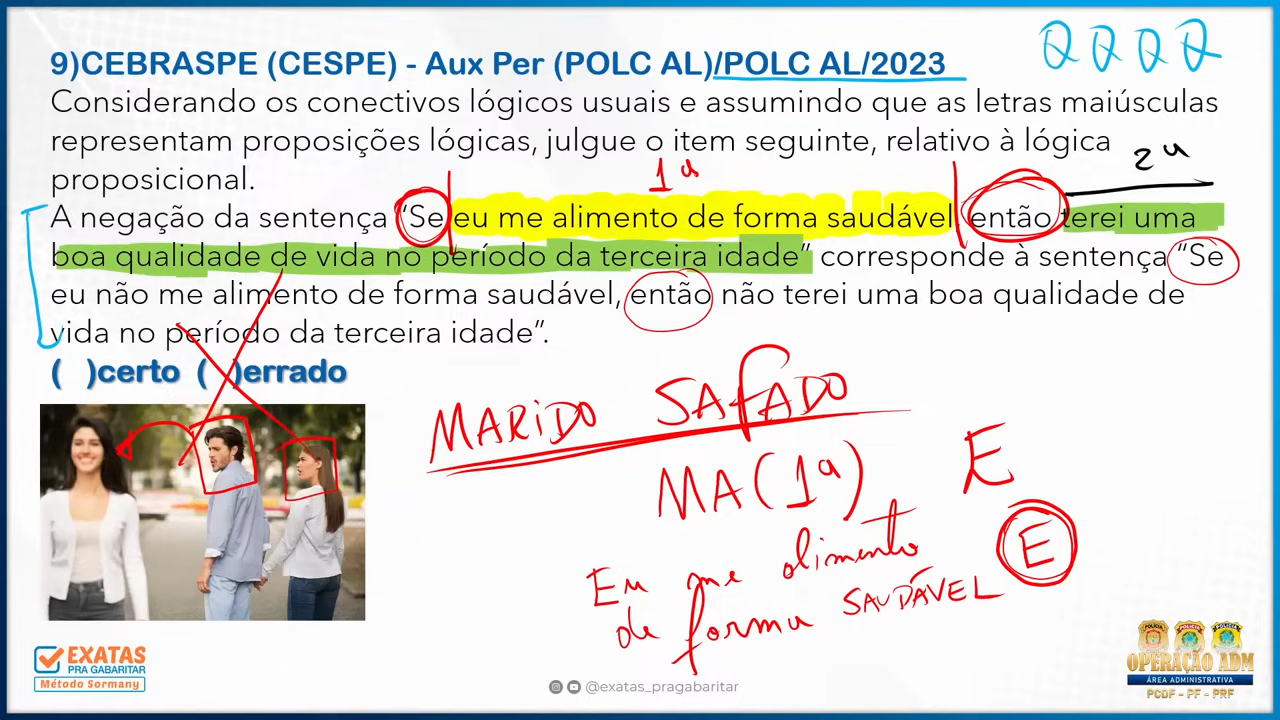 9)CEBRASPE (CESPE) - Aux Per (POLC AL)/POLC AL/2023
Considerando os conectivos lógicos usuais e assumindo que as letras maiúsculas
representam proposições lógicas, julgue o item seguinte, relativo à lógica
proposicional.
1ª
2ª
A negação da sentença “Se eu me alimento de forma saudável, então terei uma
boa qualidade de vida no período da terceira idade” corresponde à sentença “Se
eu não me alimento de forma saudável, então não terei uma boa qualidade de
vida no período da terceira idade”.
( )certo ( )errado
MARIDO SAFADO
MA(1ª) E
Eu me alimento
de forma SAUDÁVEL E
EXATAS
PRA GABARITAR
Método Sormany
@exatas_pragabaritar
POLÍCIA POLÍCIA POLÍCIA
OPERAÇÃO ADM
ÁREA ADMINISTRATIVA
PCDF - PF - PRF